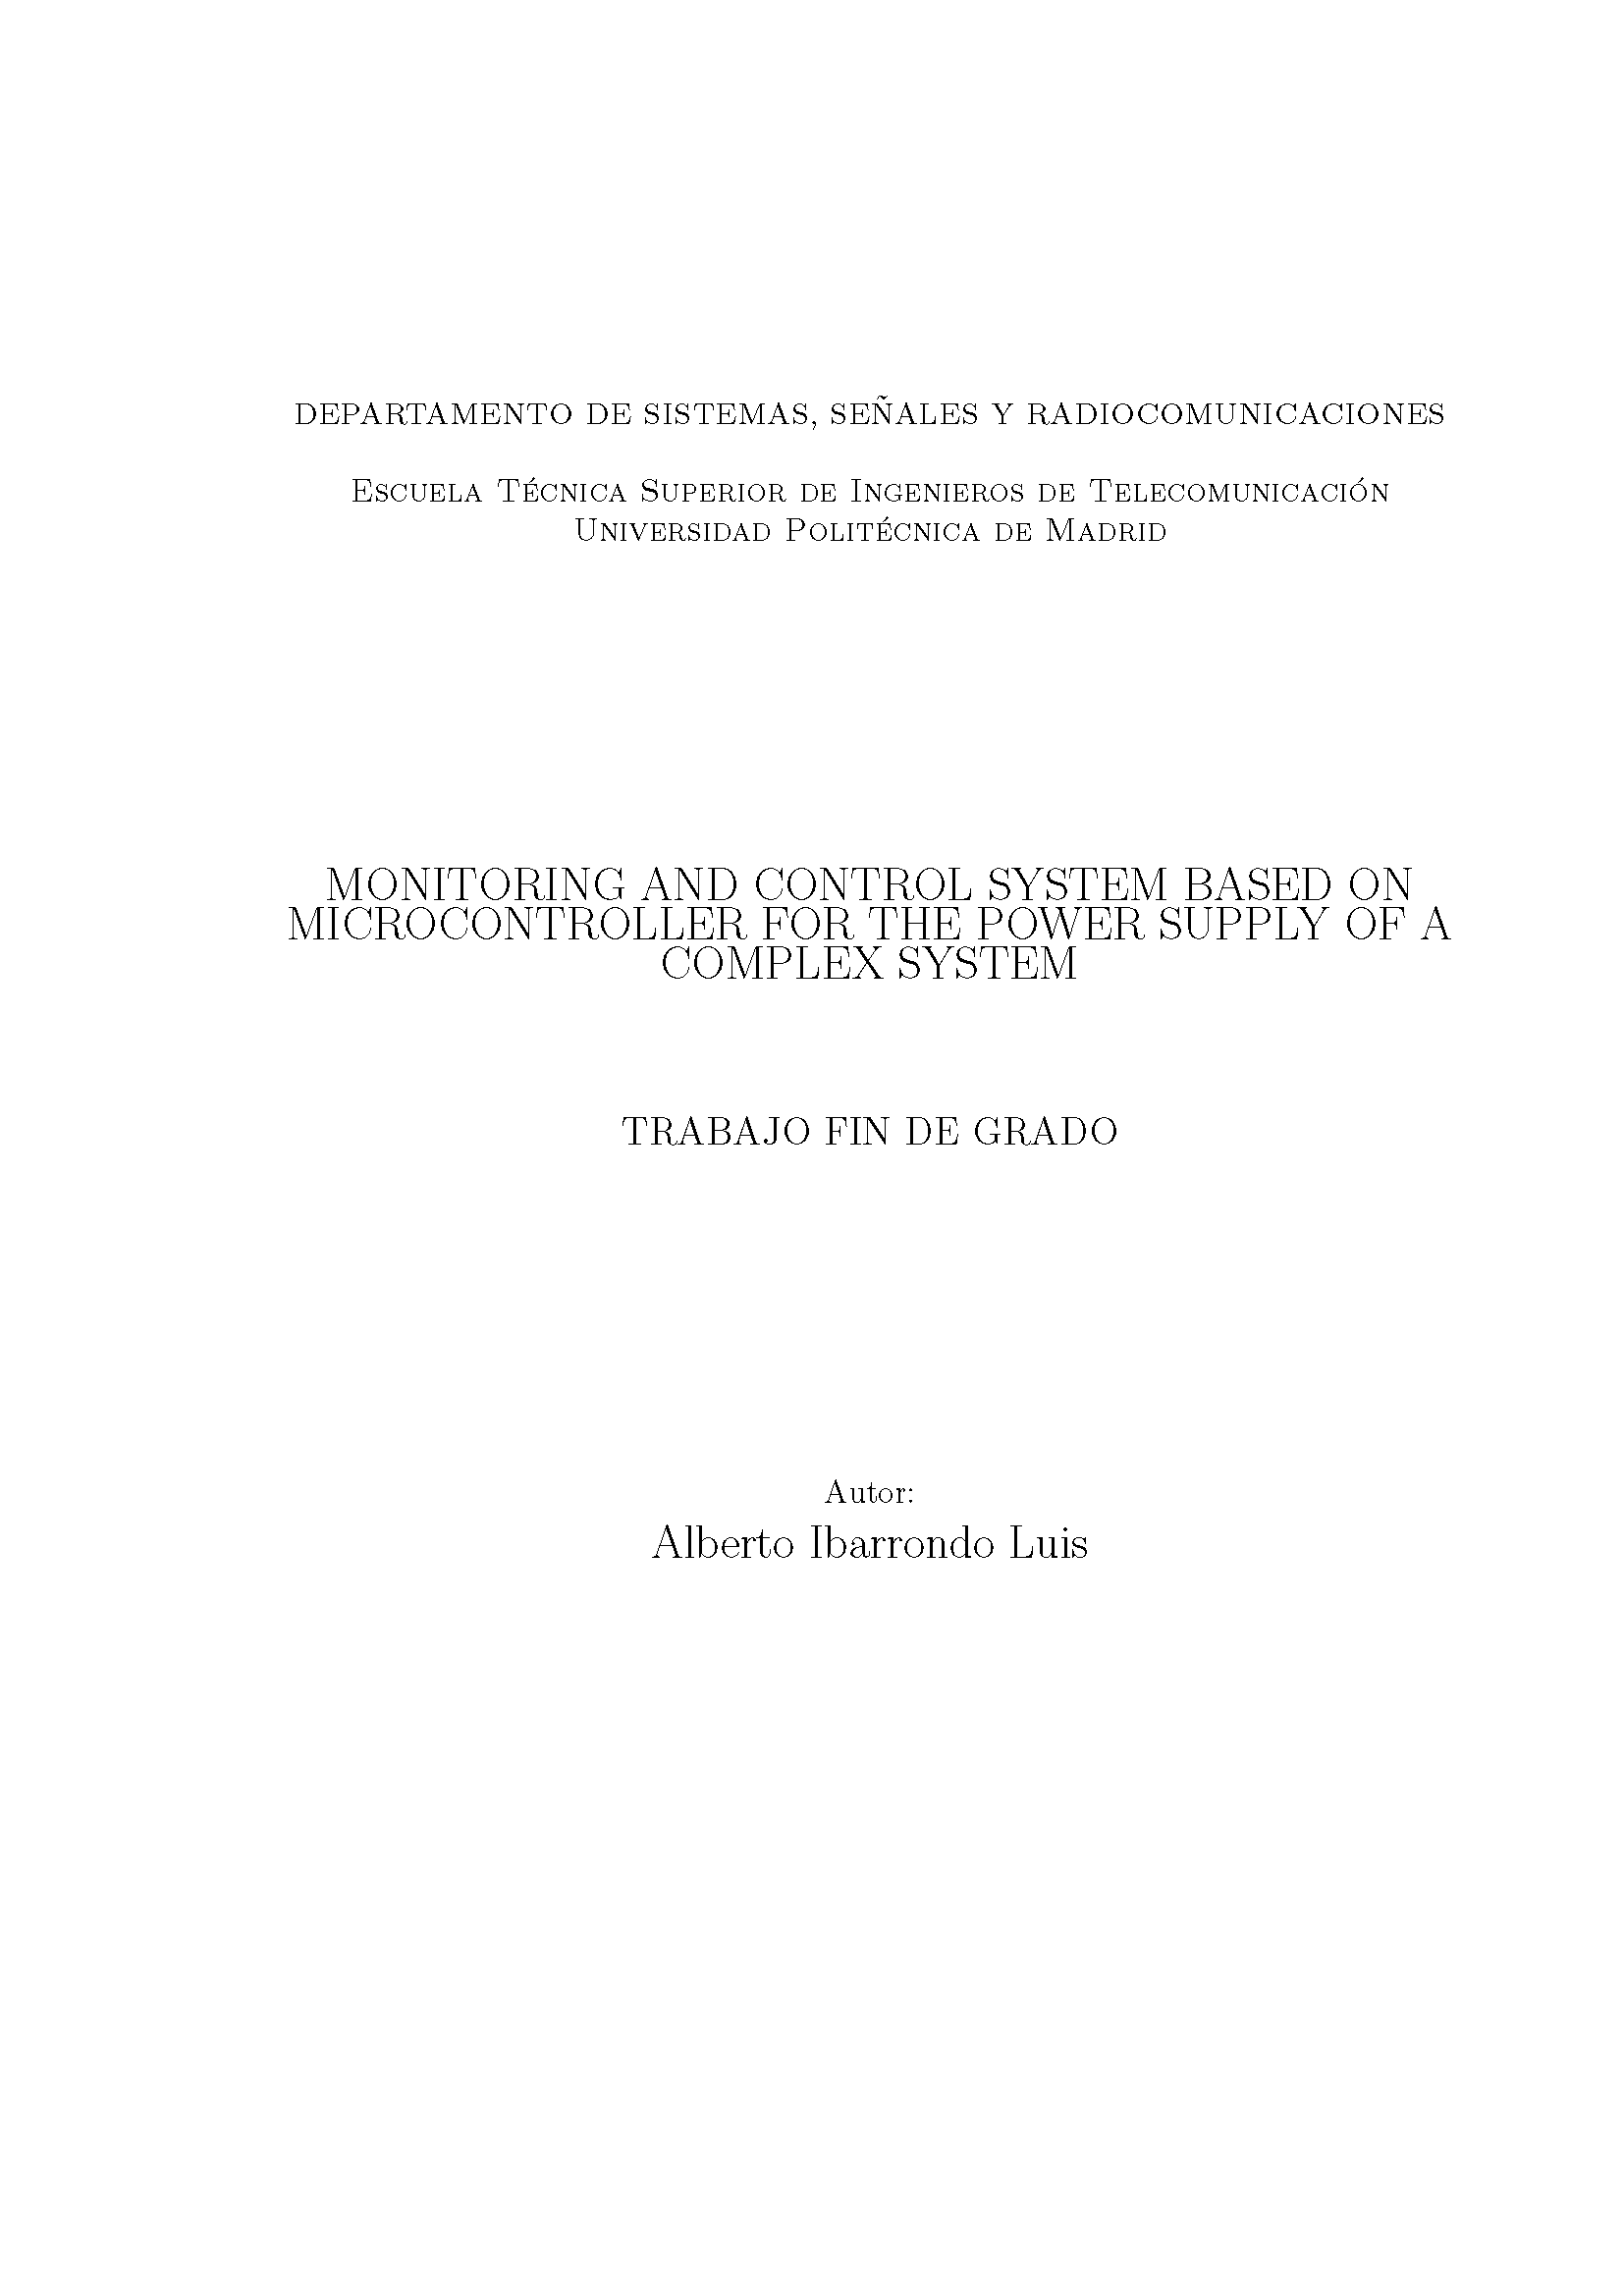 DEPARTAMENTO DE SISTEMAS, SEÑALES Y RADIOCOMUNICACIONES
Escuela Técnica Superior de Ingenieros de Telecomunicación
Universidad Politécnica de Madrid
MONITORING AND CONTROL SYSTEM BASED ON
MICROCONTROLLER FOR THE POWER SUPPLY OF A
COMPLEX SYSTEM
TRABAJO FIN DE GRADO
Autor:
Alberto Ibarrondo Luis